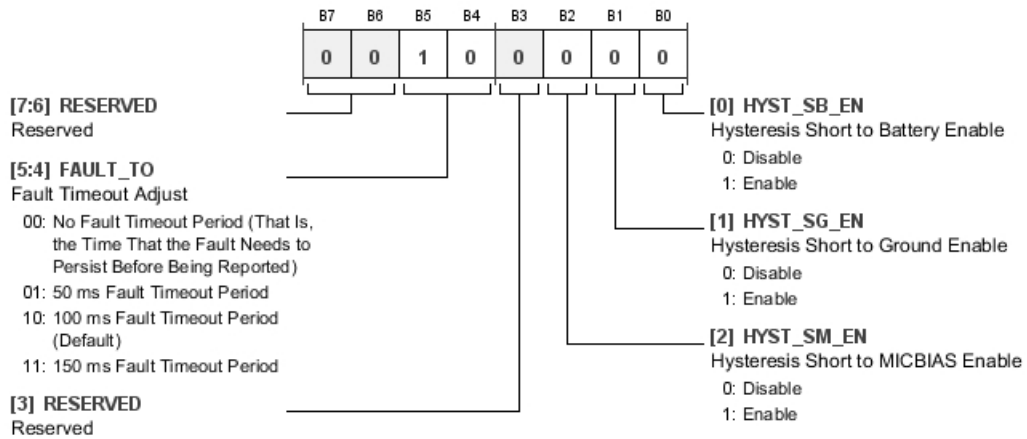 B7 B6 B5 B4 B3 B2 B1 B0
0 0 1 0 0 0 0 0
[7:6] RESERVED
Reserved
[5:4] FAULT_TO
Fault Timeout Adjust
00: No Fault Timeout Period (That Is,
the Time That the Fault Needs to
Persist Before Being Reported)
01: 50 ms Fault Timeout Period
10: 100 ms Fault Timeout Period
(Default)
11: 150 ms Fault Timeout Period
[3] RESERVED
Reserved
[0] HYST_SB_EN
Hysteresis Short to Battery Enable
0: Disable
1: Enable
[1] HYST_SG_EN
Hysteresis Short to Ground Enable
0: Disable
1: Enable
[2] HYST_SM_EN
Hysteresis Short to MICBIAS Enable
0: Disable
1: Enable